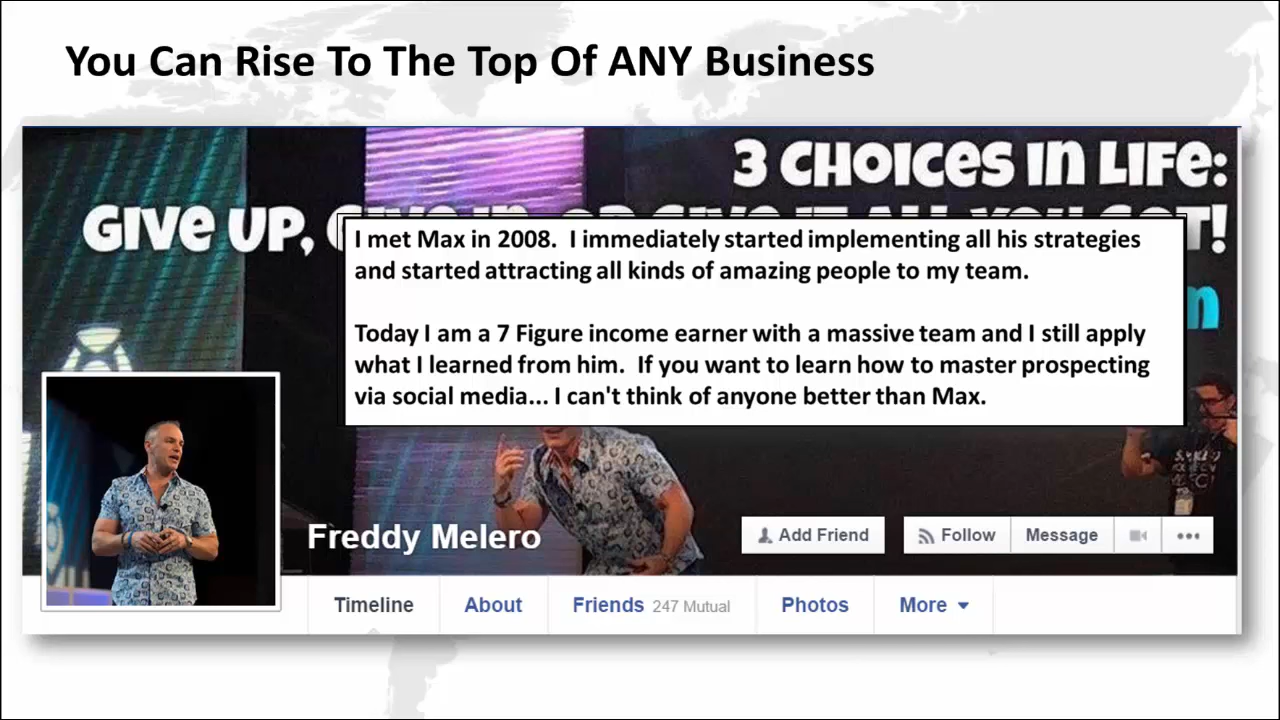 You Can Rise To The Top Of ANY Business
3 CHOICES IN LIFE:
GIVE UP,
I met Max in 2008.  I immediately started implementing all his strategies
and started attracting all kinds of amazing people to my team.
Today I am a 7 Figure income earner with a massive team and I still apply
what I learned from him.  If you want to learn how to master prospecting
via social media... I can't think of anyone better than Max.
Freddy Melero
Add Friend
Follow
Message
Timeline
About
Friends 247 Mutual
Photos
More